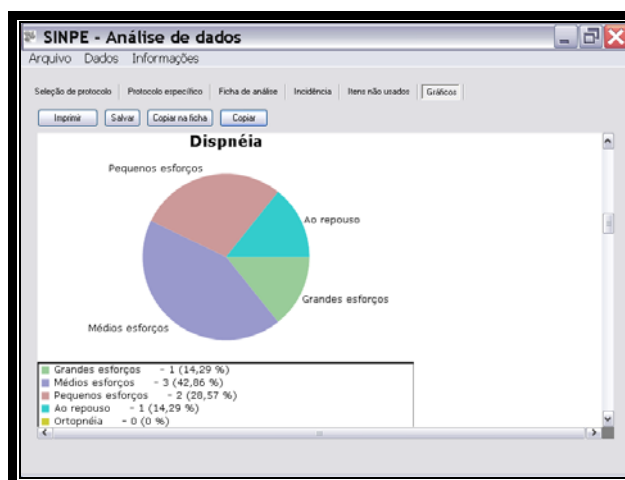 SINPE - Análise de dados
Arquivo Dados Informações
Seleção de protocolo Protocolo específico Ficha de análise Incidência Itens não usados Gráficos
Imprimir Salvar Copiar na ficha Copiar
Dispnéia
Pequenos esforços
Ao repouso
Grandes esforços
Médios esforços
Grandes esforços - 1 (14,29 %)
Médios esforços - 3 (42,86 %)
Pequenos esforços - 2 (28,57 %)
Ao repouso - 1 (14,29 %)
Ortopnéia - 0 (0 %)